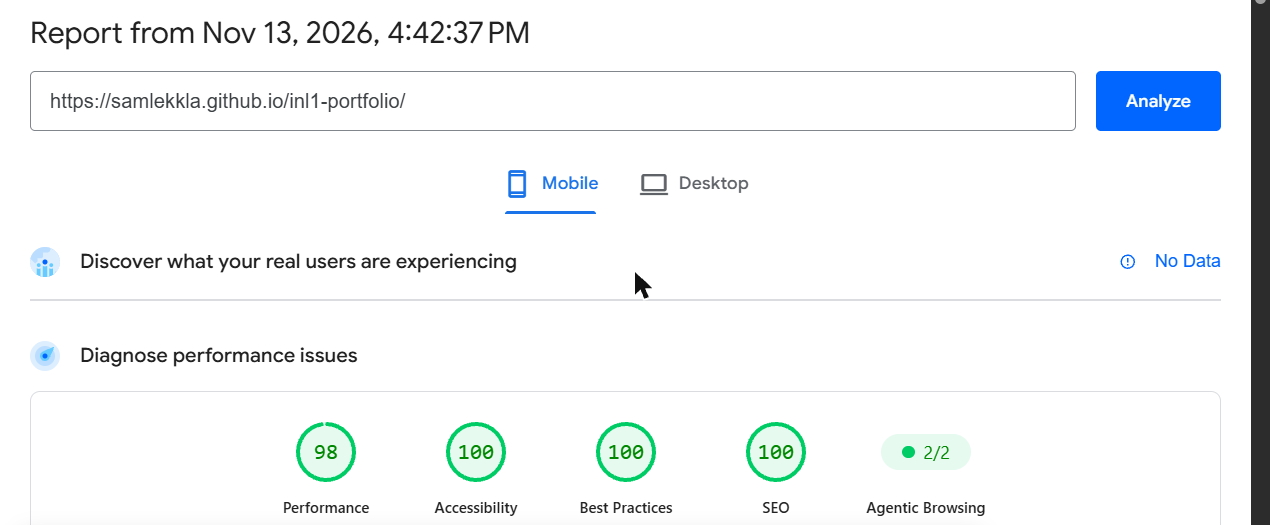 Report from Nov 13, 2026, 4:42:37 PM
https://samlekkla.github.io/inl1-portfolio/
Analyze
Mobile
Desktop
Discover what your real users are experiencing
No Data
Diagnose performance issues
98
100
100
100
2/2
Performance
Accessibility
Best Practices
SEO
Agentic Browsing